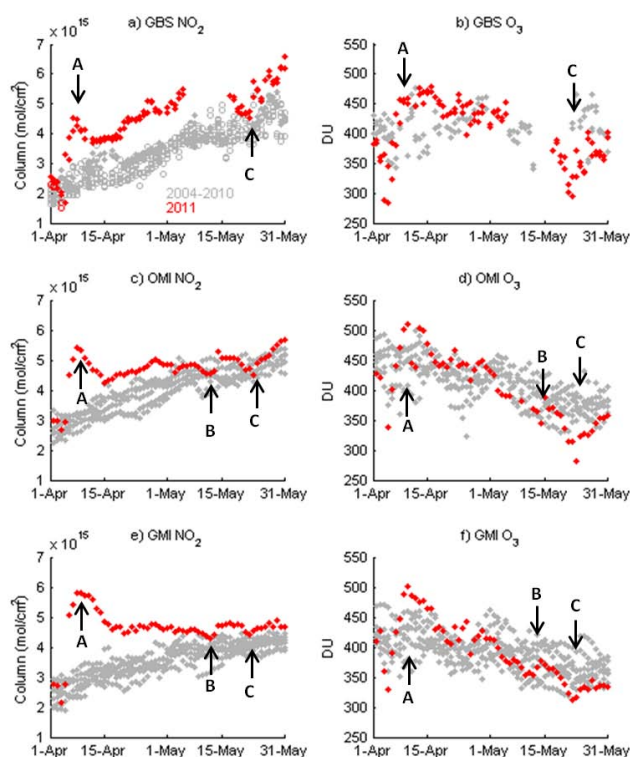 a) GBS NO2
x 10^15
Column (mol/cm2)
7
6
5
4
3
2
1
A
C
2004-2010
2011
1-Apr 15-Apr 1-May 15-May 31-May
b) GBS O3
DU
550
500
450
400
350
300
250
A
C
1-Apr 15-Apr 1-May 15-May 31-May
c) OMI NO2
x 10^15
Column (mol/cm2)
7
6
5
4
3
2
1
A
B
C
1-Apr 15-Apr 1-May 15-May 31-May
d) OMI O3
DU
550
500
450
400
350
300
250
A
B
C
1-Apr 15-Apr 1-May 15-May 31-May
e) GMI NO2
x 10^15
Column (mol/cm2)
7
6
5
4
3
2
1
A
B
C
1-Apr 15-Apr 1-May 15-May 31-May
f) GMI O3
DU
550
500
450
400
350
300
250
A
B
C
1-Apr 15-Apr 1-May 15-May 31-May